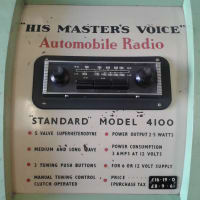 "HIS MASTER'S VOICE"
Automobile Radio
"STANDARD" MODEL 4100
5 VALVE SUPERHETERODYNE
POWER OUTPUT 2·5 WATTS
MEDIUM AND LONG WAVE
POWER CONSUMPTION
3 AMPS AT 12 VOLTS
2 TUNING PUSH BUTTONS
FOR 6 OR 12 VOLT SUPPLY
MANUAL TUNING CONTROL
CLUTCH OPERATED
PRICE
(PURCHASE TAX